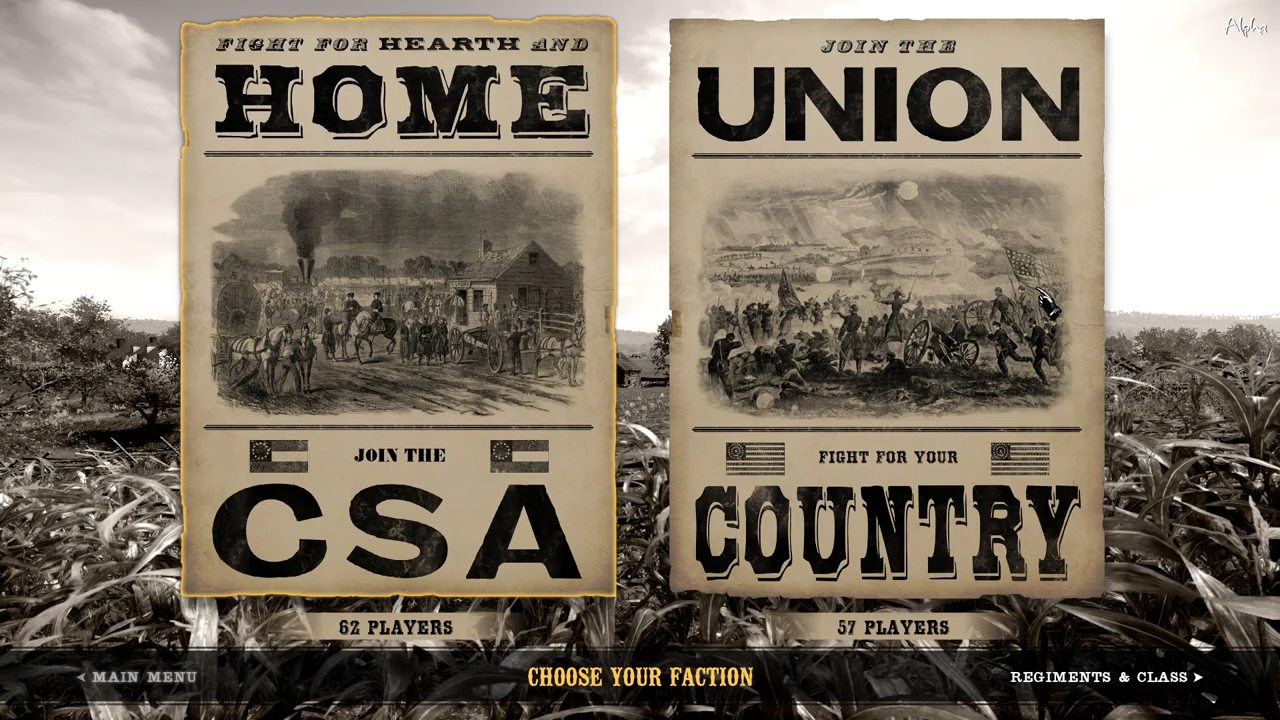 Alpha
FIGHT FOR HEARTH AND
HOME
JOIN THE
CSA
62 PLAYERS
JOIN THE
UNION
FIGHT FOR YOUR
COUNTRY
57 PLAYERS
MAIN MENU
CHOOSE YOUR FACTION
REGIMENTS & CLASS